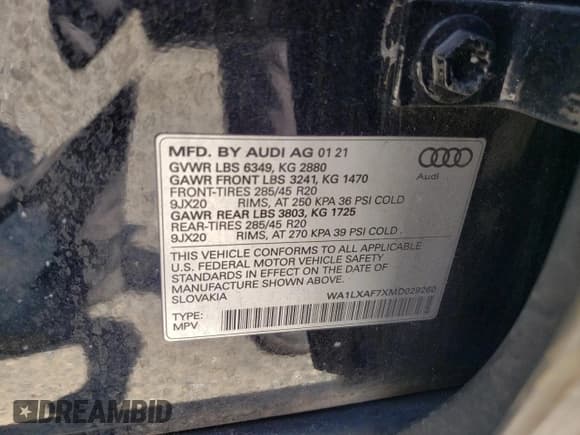 MFD. BY AUDI AG 01 21
GVWR LBS 6349, KG 2880
GAWR FRONT LBS 3241, KG 1470
FRONT-TIRES 285/45 R20
9JX20 RIMS, AT 250 KPA 36 PSI COLD
GAWR REAR LBS 3803, KG 1725
REAR-TIRES 285/45 R20
9JX20 RIMS, AT 270 KPA 39 PSI COLD
Audi
THIS VEHICLE CONFORMS TO ALL APPLICABLE
U.S. FEDERAL MOTOR VEHICLE SAFETY
STANDARDS IN EFFECT ON THE DATE OF
MANUFACTURE SHOWN ABOVE.
SLOVAKIA
WA1LXAF7XMD029260
TYPE:
MPV
DREAMBID